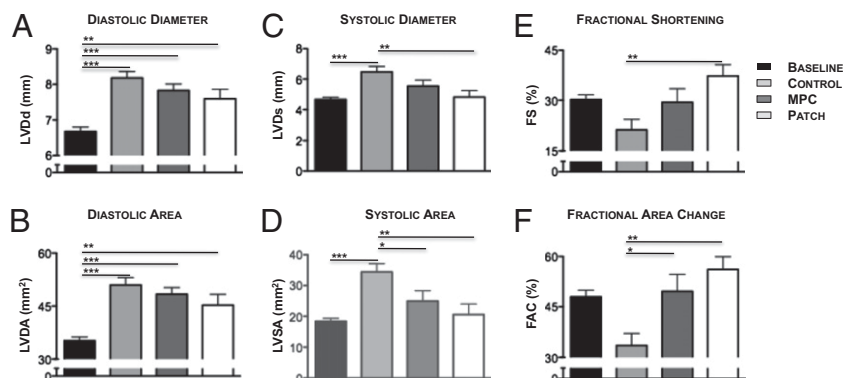 A DIASTOLIC DIAMETER
**
***
***
LVDd (mm)
9
8
7
6
0
C SYSTOLIC DIAMETER
***
**
LVDs (mm)
8
6
4
2
0
E FRACTIONAL SHORTENING
**
FS (%)
45
30
15
0
BASELINE
CONTROL
MPC
PATCH
B DIASTOLIC AREA
**
***
***
LVDA (mm²)
60
45
30
0
D SYSTOLIC AREA
***
**
*
LVSA (mm²)
40
30
20
10
0
F FRACTIONAL AREA CHANGE
**
*
FAC (%)
60
45
30
0